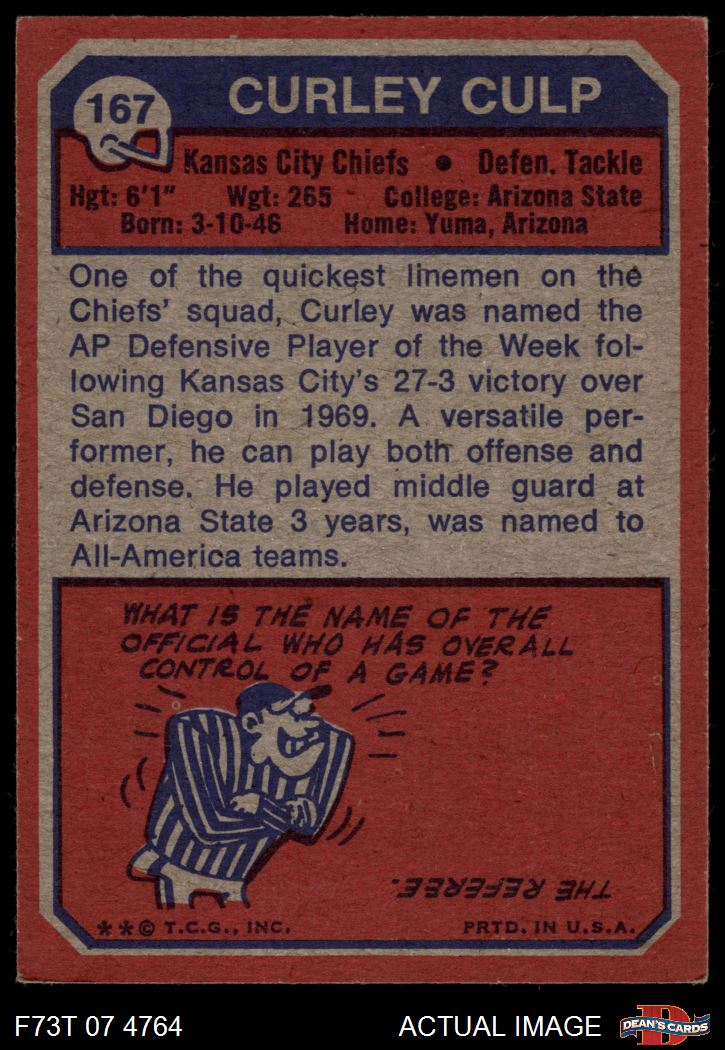 167
CURLEY CULP
Kansas City Chiefs • Defen. Tackle
Hgt: 6'1" Wgt: 265 College: Arizona State
Born: 3-10-46 Home: Yuma, Arizona
One of the quickest linemen on the
Chiefs' squad, Curley was named the
AP Defensive Player of the Week fol-
lowing Kansas City's 27-3 victory over
San Diego in 1969. A versatile per-
former, he can play both offense and
defense. He played middle guard at
Arizona State 3 years, was named to
All-America teams.
WHAT IS THE NAME OF THE
OFFICIAL WHO HAS OVERALL
CONTROL OF A GAME?
THE REFEREE.
**© T.C.G., INC. PRTD. IN U.S.A.
F73T 07 4764 ACTUAL IMAGE D DEAN'S CARDS